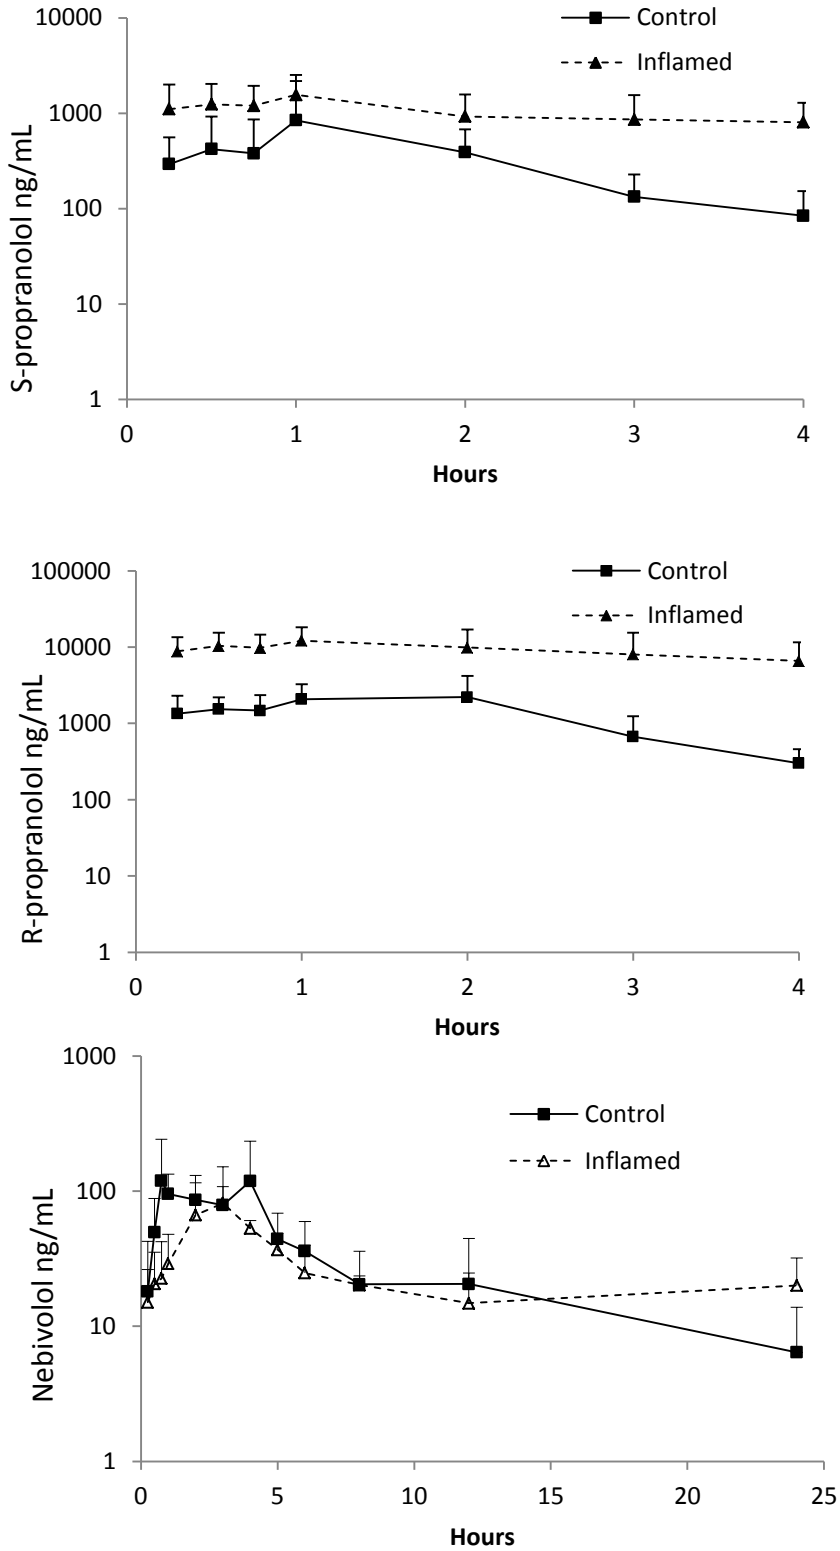 10000
1000
100
10
1
S-propranolol ng/mL
Control
Inflamed
0 1 2 3 4
Hours
100000
10000
1000
100
10
1
R-propranolol ng/mL
Control
Inflamed
0 1 2 3 4
Hours
1000
100
10
1
Nebivolol ng/mL
Control
Inflamed
0 5 10 15 20 25
Hours